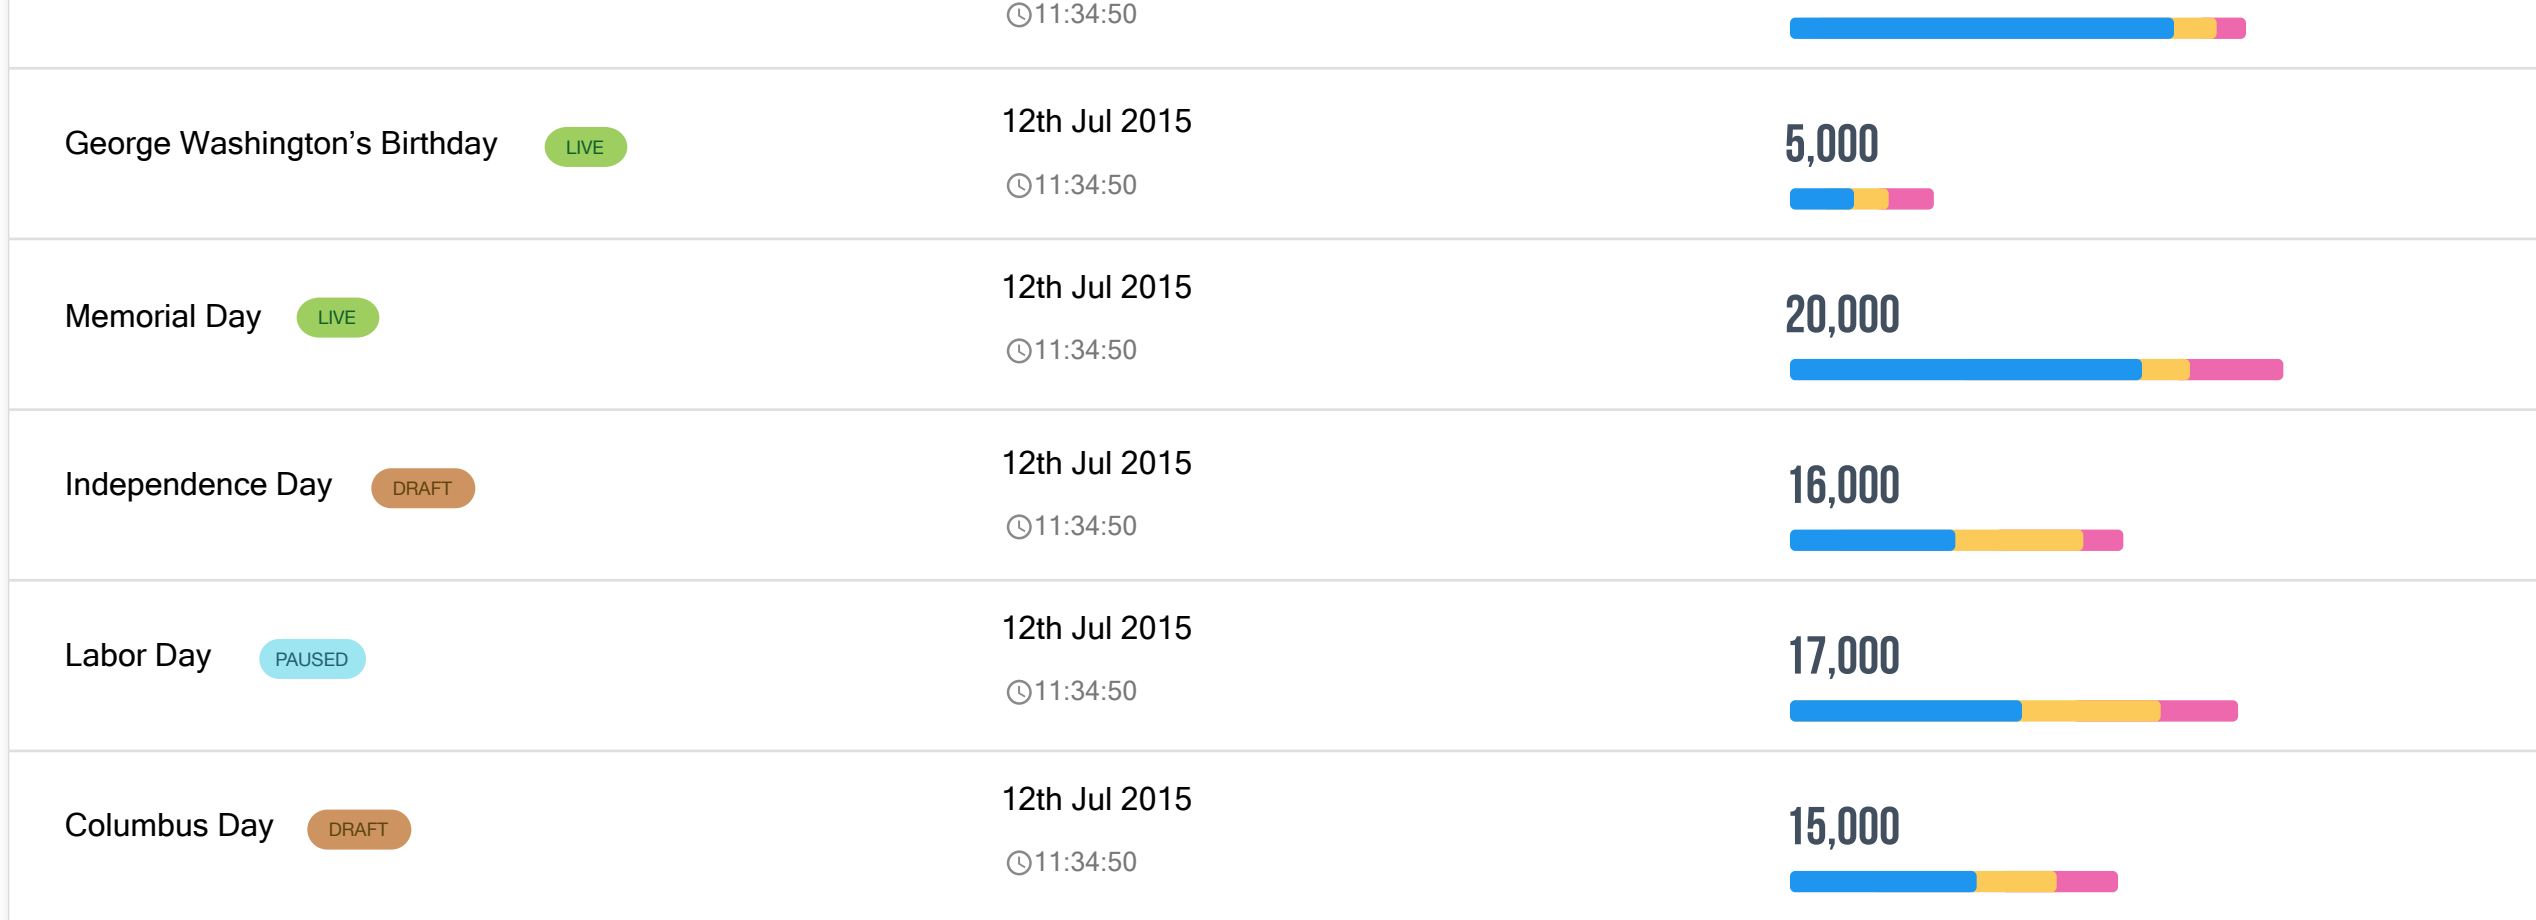 11:34:50
George Washington’s Birthday LIVE
12th Jul 2015
11:34:50
5,000
Memorial Day LIVE
12th Jul 2015
11:34:50
20,000
Independence Day DRAFT
12th Jul 2015
11:34:50
16,000
Labor Day PAUSED
12th Jul 2015
11:34:50
17,000
Columbus Day DRAFT
12th Jul 2015
11:34:50
15,000